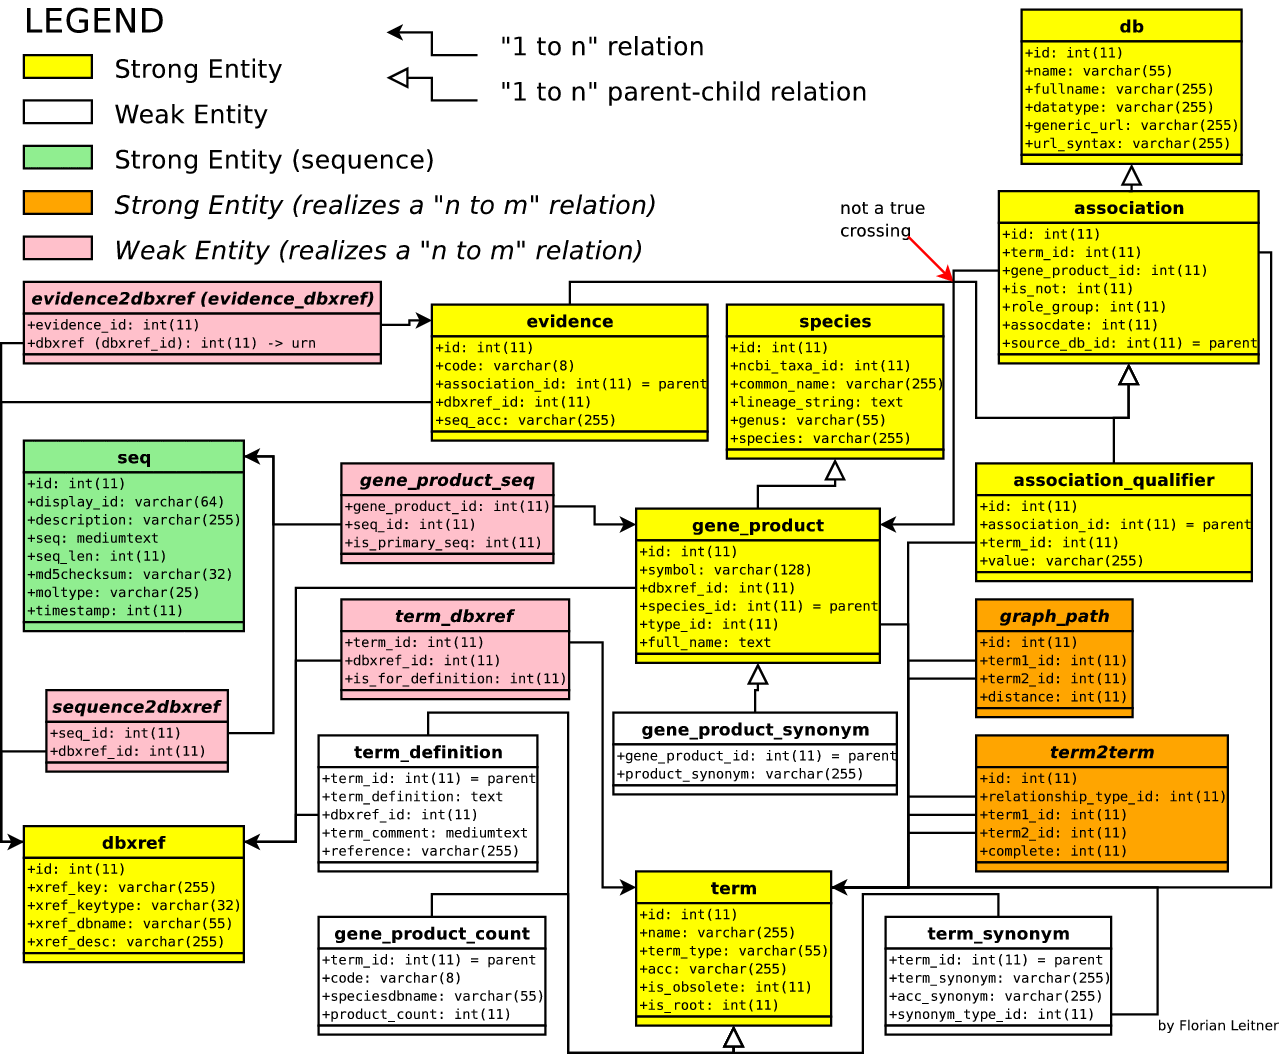 LEGEND
Strong Entity
Weak Entity
Strong Entity (sequence)
Strong Entity (realizes a "n to m" relation)
Weak Entity (realizes a "n to m" relation)
"1 to n" relation
"1 to n" parent-child relation
db
+id: int(11)
+name: varchar(55)
+fullname: varchar(255)
+datatype: varchar(255)
+generic_url: varchar(255)
+url_syntax: varchar(255)
not a true
crossing
association
+id: int(11)
+term_id: int(11)
+gene_product_id: int(11)
+is_not: int(11)
+role_group: int(11)
+assocdate: int(11)
+source_db_id: int(11) = parent
evidence2dbxref (evidence_dbxref)
+evidence_id: int(11)
+dbxref (dbxref_id): int(11) -> urn
evidence
+id: int(11)
+code: varchar(8)
+association_id: int(11) = parent
+dbxref_id: int(11)
+seq_acc: varchar(255)
species
+id: int(11)
+ncbi_taxa_id: int(11)
+common_name: varchar(255)
+lineage_string: text
+genus: varchar(55)
+species: varchar(255)
seq
+id: int(11)
+display_id: varchar(64)
+description: varchar(255)
+seq: mediumtext
+seq_len: int(11)
+md5checksum: varchar(32)
+moltype: varchar(25)
+timestamp: int(11)
gene_product_seq
+gene_product_id: int(11)
+seq_id: int(11)
+is_primary_seq: int(11)
gene_product
+id: int(11)
+symbol: varchar(128)
+dbxref_id: int(11)
+species_id: int(11) = parent
+type_id: int(11)
+full_name: text
association_qualifier
+id: int(11)
+association_id: int(11) = parent
+term_id: int(11)
+value: varchar(255)
term_dbxref
+term_id: int(11)
+dbxref_id: int(11)
+is_for_definition: int(11)
graph_path
+id: int(11)
+term1_id: int(11)
+term2_id: int(11)
+distance: int(11)
sequence2dbxref
+seq_id: int(11)
+dbxref_id: int(11)
gene_product_synonym
+gene_product_id: int(11) = parent
+product_synonym: varchar(255)
term_definition
+term_id: int(11) = parent
+term_definition: text
+dbxref_id: int(11)
+term_comment: mediumtext
+reference: varchar(255)
term2term
+id: int(11)
+relationship_type_id: int(11)
+term1_id: int(11)
+term2_id: int(11)
+complete: int(11)
dbxref
+id: int(11)
+xref_key: varchar(255)
+xref_keytype: varchar(32)
+xref_dbname: varchar(55)
+xref_desc: varchar(255)
gene_product_count
+term_id: int(11) = parent
+code: varchar(8)
+speciesdbname: varchar(55)
+product_count: int(11)
term
+id: int(11)
+name: varchar(255)
+term_type: varchar(55)
+acc: varchar(255)
+is_obsolete: int(11)
+is_root: int(11)
term_synonym
+term_id: int(11) = parent
+term_synonym: varchar(255)
+acc_synonym: varchar(255)
+synonym_type_id: int(11)
by Florian Leitner